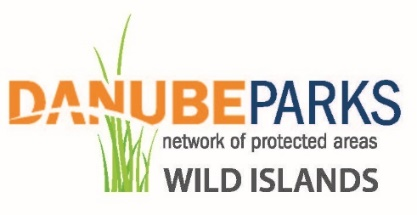 DANUBEPARKS
network of protected areas
WILD ISLANDS